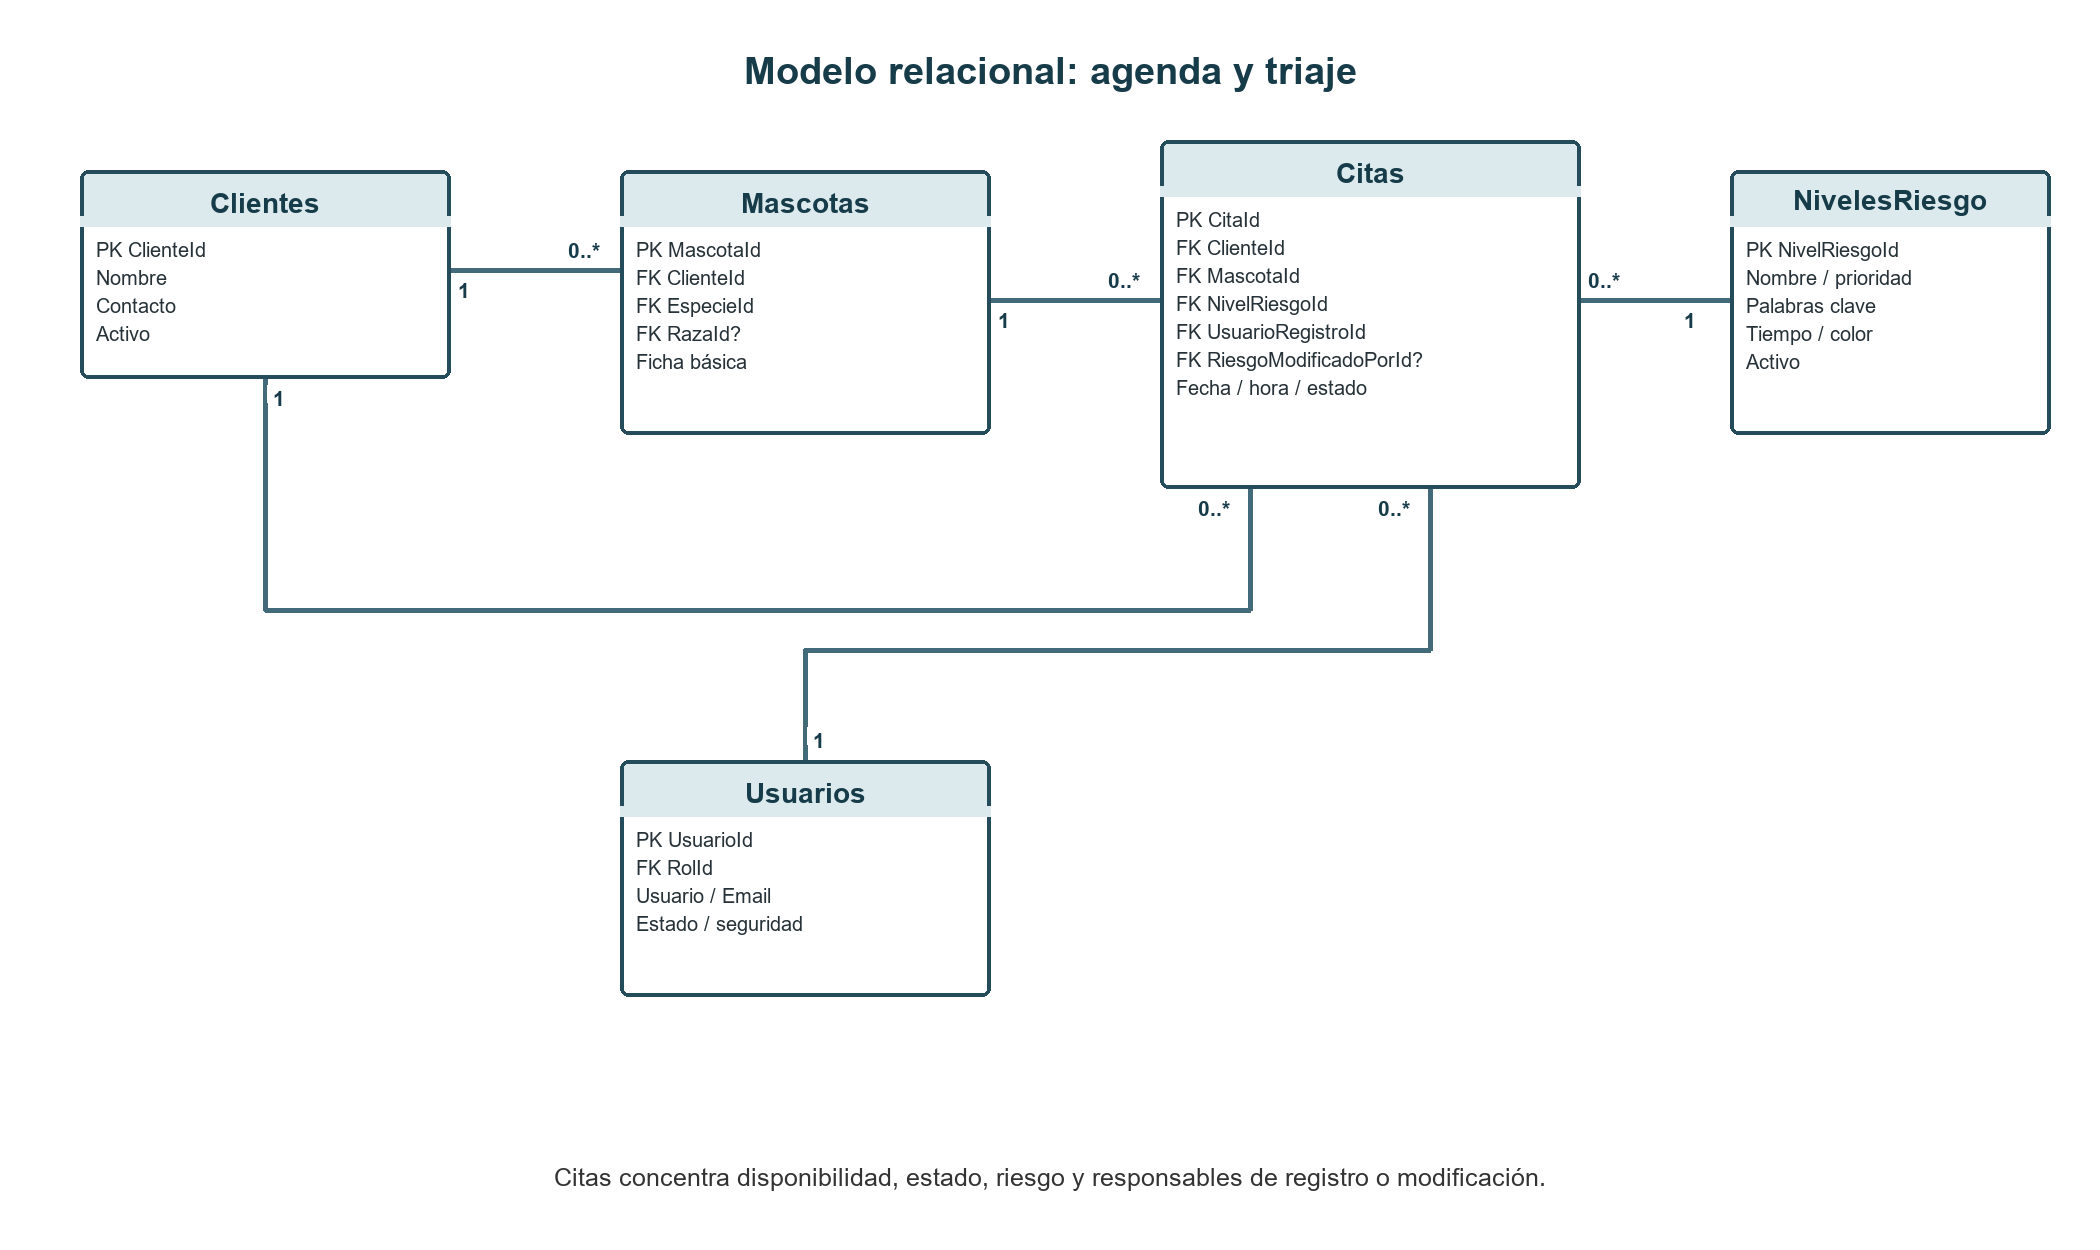 Modelo relacional: agenda y triaje
Clientes
PK ClienteId
Nombre
Contacto
Activo
1
0..*
1
Mascotas
PK MascotaId
FK ClienteId
FK EspecieId
FK RazaId?
Ficha básica
0..*
1
Citas
PK CitaId
FK ClienteId
FK MascotaId
FK NivelRiesgoId
FK UsuarioRegistroId
FK RiesgoModificadoPorId?
Fecha / hora / estado
0..*
1
0..*
0..*
NivelesRiesgo
PK NivelRiesgoId
Nombre / prioridad
Palabras clave
Tiempo / color
Activo
1
Usuarios
PK UsuarioId
FK RolId
Usuario / Email
Estado / seguridad
Citas concentra disponibilidad, estado, riesgo y responsables de registro o modificación.